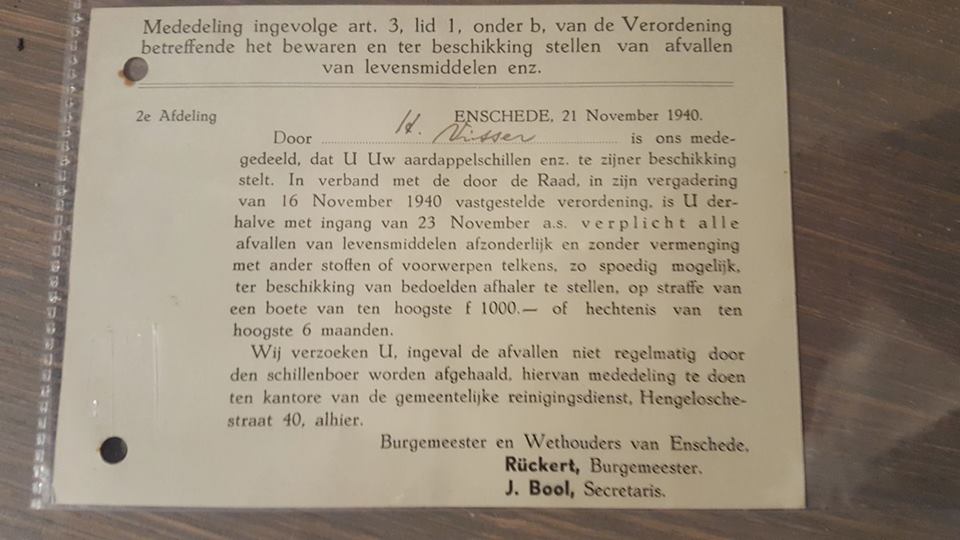 Mededeling ingevolge art. 3, lid 1, onder b, van de Verordening
betreffende het bewaren en ter beschikking stellen van afvallen
van levensmiddelen enz.
2e Afdeling ENSCHEDE, 21 November 1940.
Door H. Visser is ons mede-
gedeeld, dat U Uw aardappelschillen enz. te zijner beschikking
stelt. In verband met de door de Raad, in zijn vergadering
van 16 November 1940 vastgestelde verordening, is U der-
halve met ingang van 23 November a.s. verplicht alle
afvallen van levensmiddelen afzonderlijk en zonder vermenging
met ander stoffen of voorwerpen telkens, zo spoedig mogelijk,
ter beschikking van bedoelden afhaler te stellen, op straffe van
een boete van ten hoogste f 1000.— of hechtenis van ten
hoogste 6 maanden.
Wij verzoeken U, ingeval de afvallen niet regelmatig door
den schillenboer worden afgehaald, hiervan mededeling te doen
ten kantore van de gemeentelijke reinigingsdienst, Hengelosche-
straat 40, alhier.
Burgemeester en Wethouders van Enschede,
Rückert, Burgemeester.
J. Bool, Secretaris.